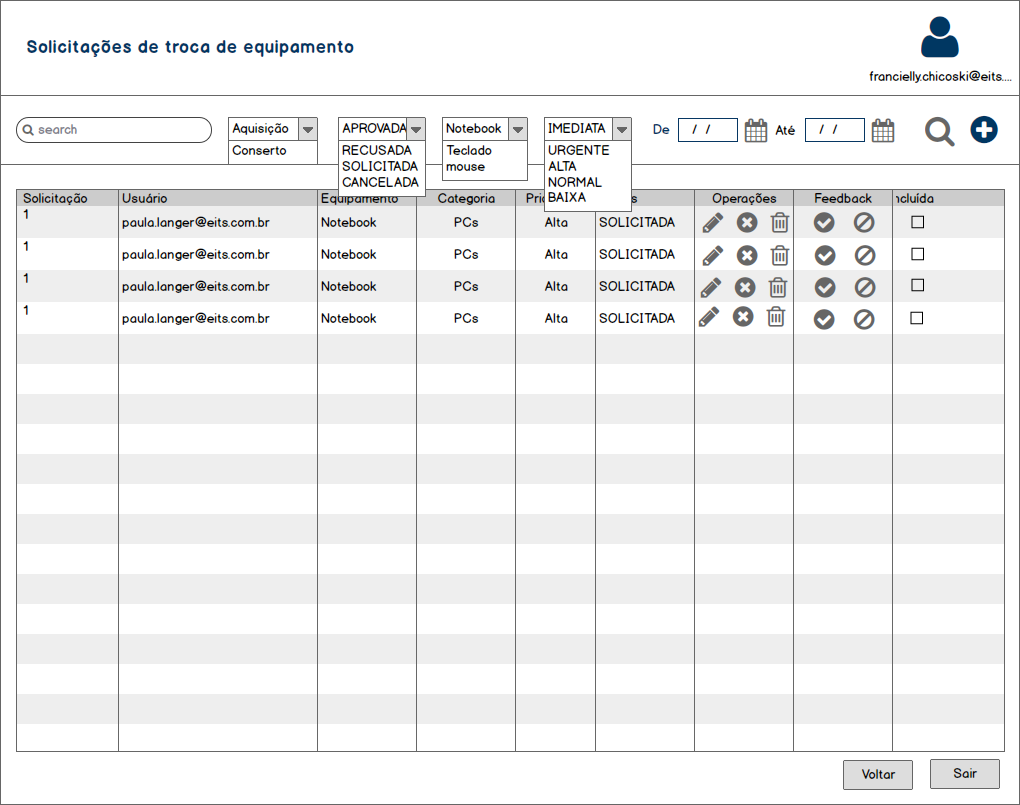 Solicitações de troca de equipamento
francielly.chicoski@eits....
search
Aquisição
Conserto
APROVADA
RECUSADA
SOLICITADA
CANCELADA
Notebook
Teclado
mouse
IMEDIATA
URGENTE
ALTA
NORMAL
BAIXA
De / / Até / /
Solicitação Usuário Equipamento Categoria Pri s Operações Feedback ncluída
1 paula.langer@eits.com.br Notebook PCs Alta SOLICITADA
1 paula.langer@eits.com.br Notebook PCs Alta SOLICITADA
1 paula.langer@eits.com.br Notebook PCs Alta SOLICITADA
1 paula.langer@eits.com.br Notebook PCs Alta SOLICITADA
Voltar Sair